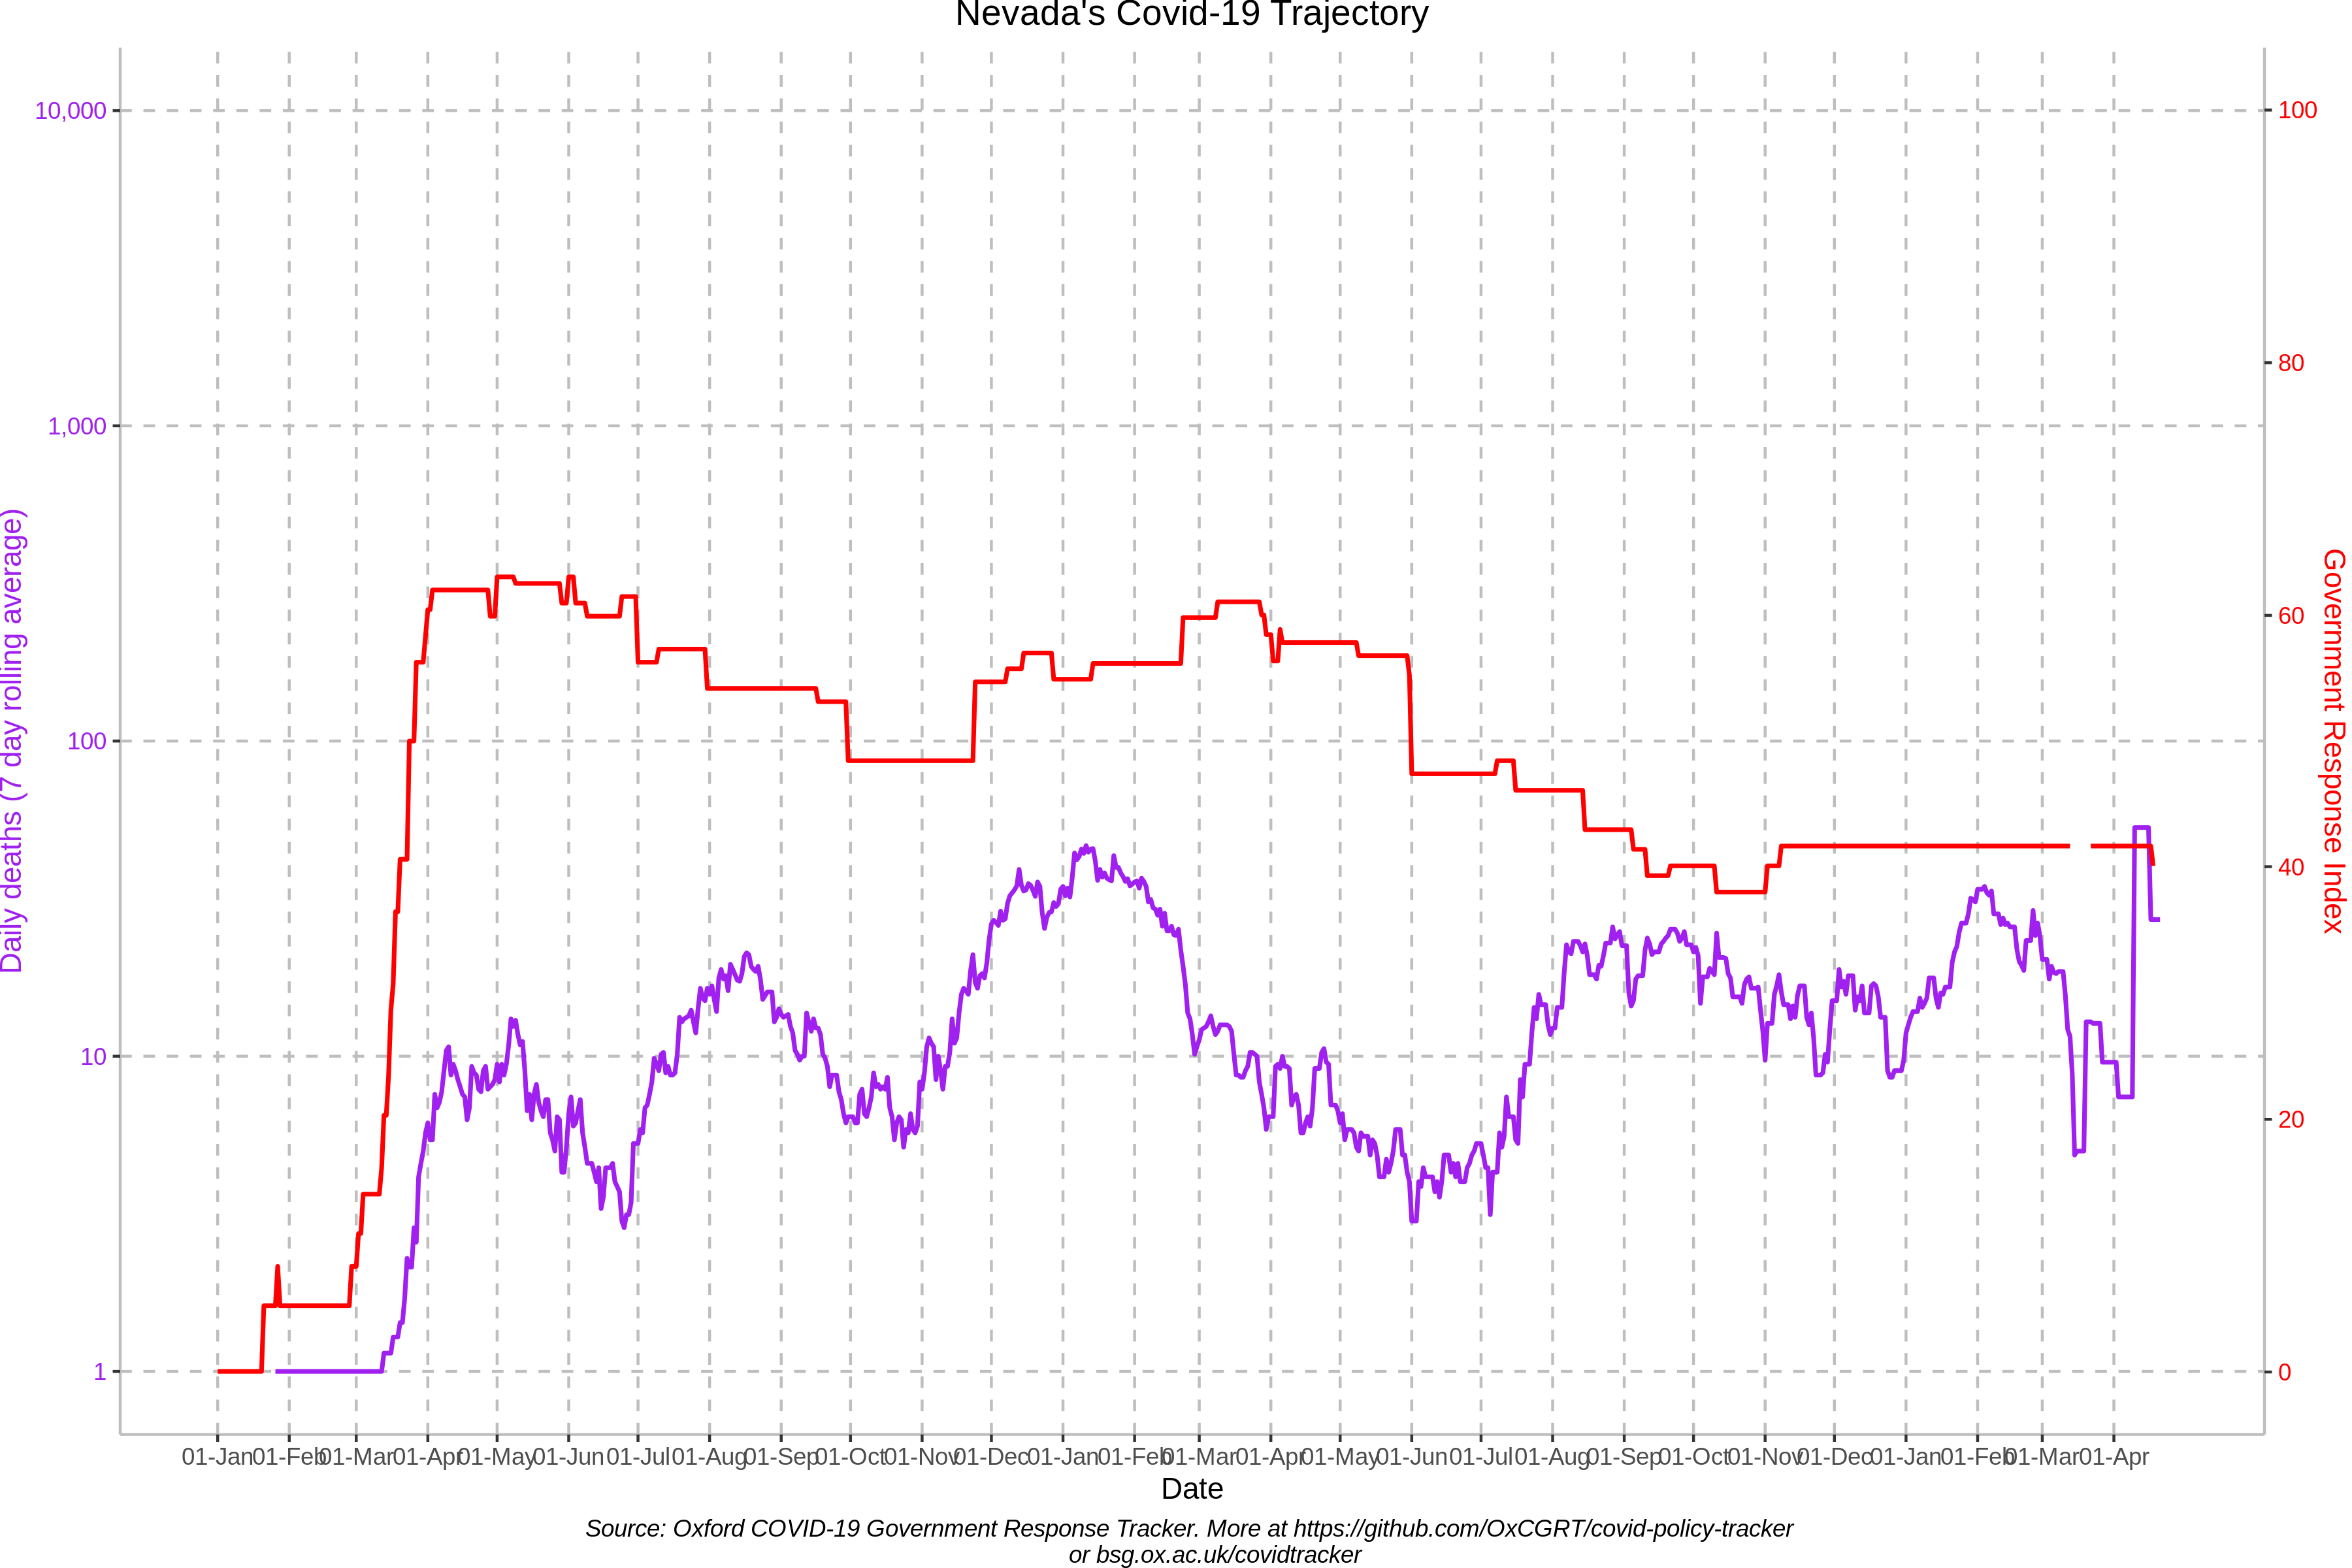 Nevada's Covid-19 Trajectory
10,000
1,000
100
10
1
Daily deaths (7 day rolling average)
100
80
60
40
20
0
Government Response Index
01-Jan 01-Feb 01-Mar 01-Apr 01-May 01-Jun 01-Jul 01-Aug 01-Sep 01-Oct 01-Nov 01-Dec 01-Jan 01-Feb 01-Mar 01-Apr 01-May 01-Jun 01-Jul 01-Aug 01-Sep 01-Oct 01-Nov 01-Dec 01-Jan 01-Feb 01-Mar 01-Apr
Date
Source: Oxford COVID-19 Government Response Tracker. More at https://github.com/OxCGRT/covid-policy-tracker
or bsg.ox.ac.uk/covidtracker